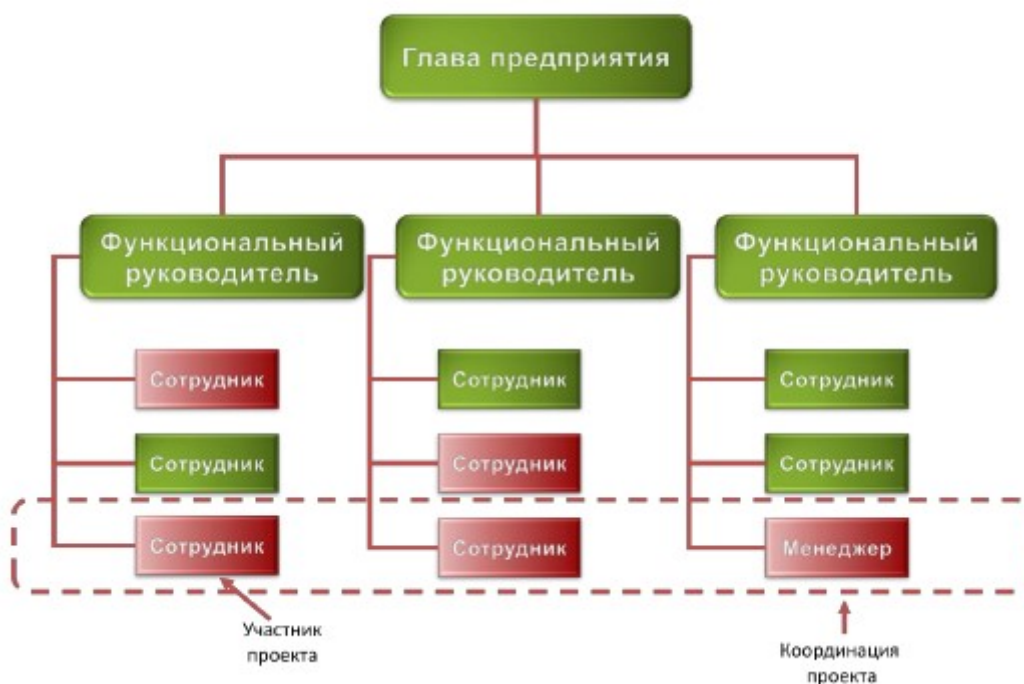 Глава предприятия
Функциональный
руководитель
Функциональный
руководитель
Функциональный
руководитель
Сотрудник
Сотрудник
Сотрудник
Сотрудник
Сотрудник
Сотрудник
Сотрудник
Сотрудник
Менеджер
Участник
проекта
Координация
проекта